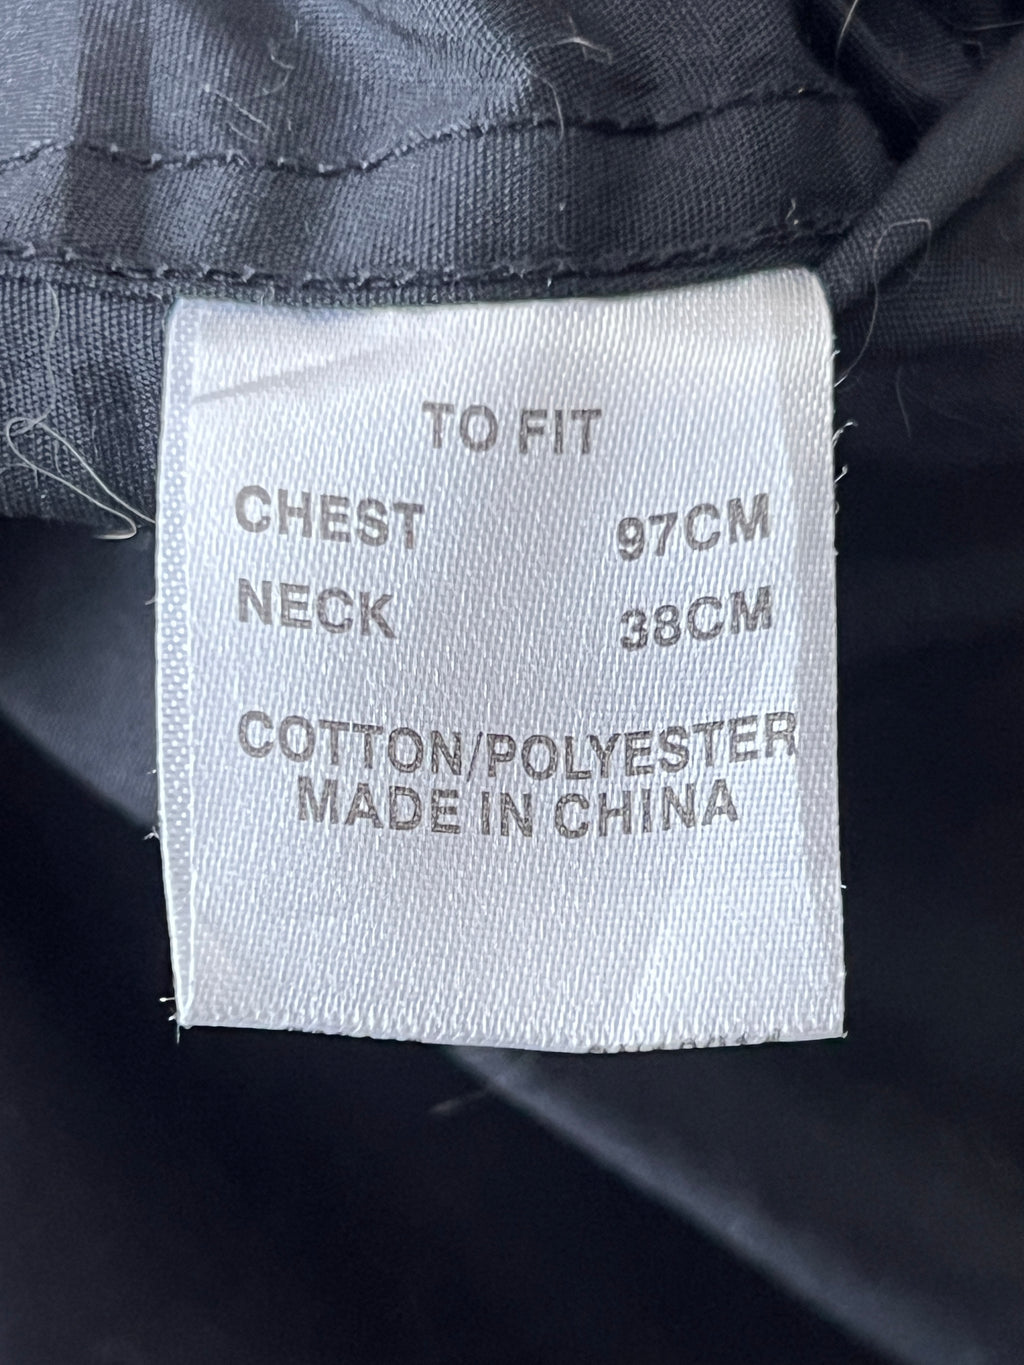 TO FIT
CHEST 97CM
NECK 38CM
COTTON/POLYESTER
MADE IN CHINA